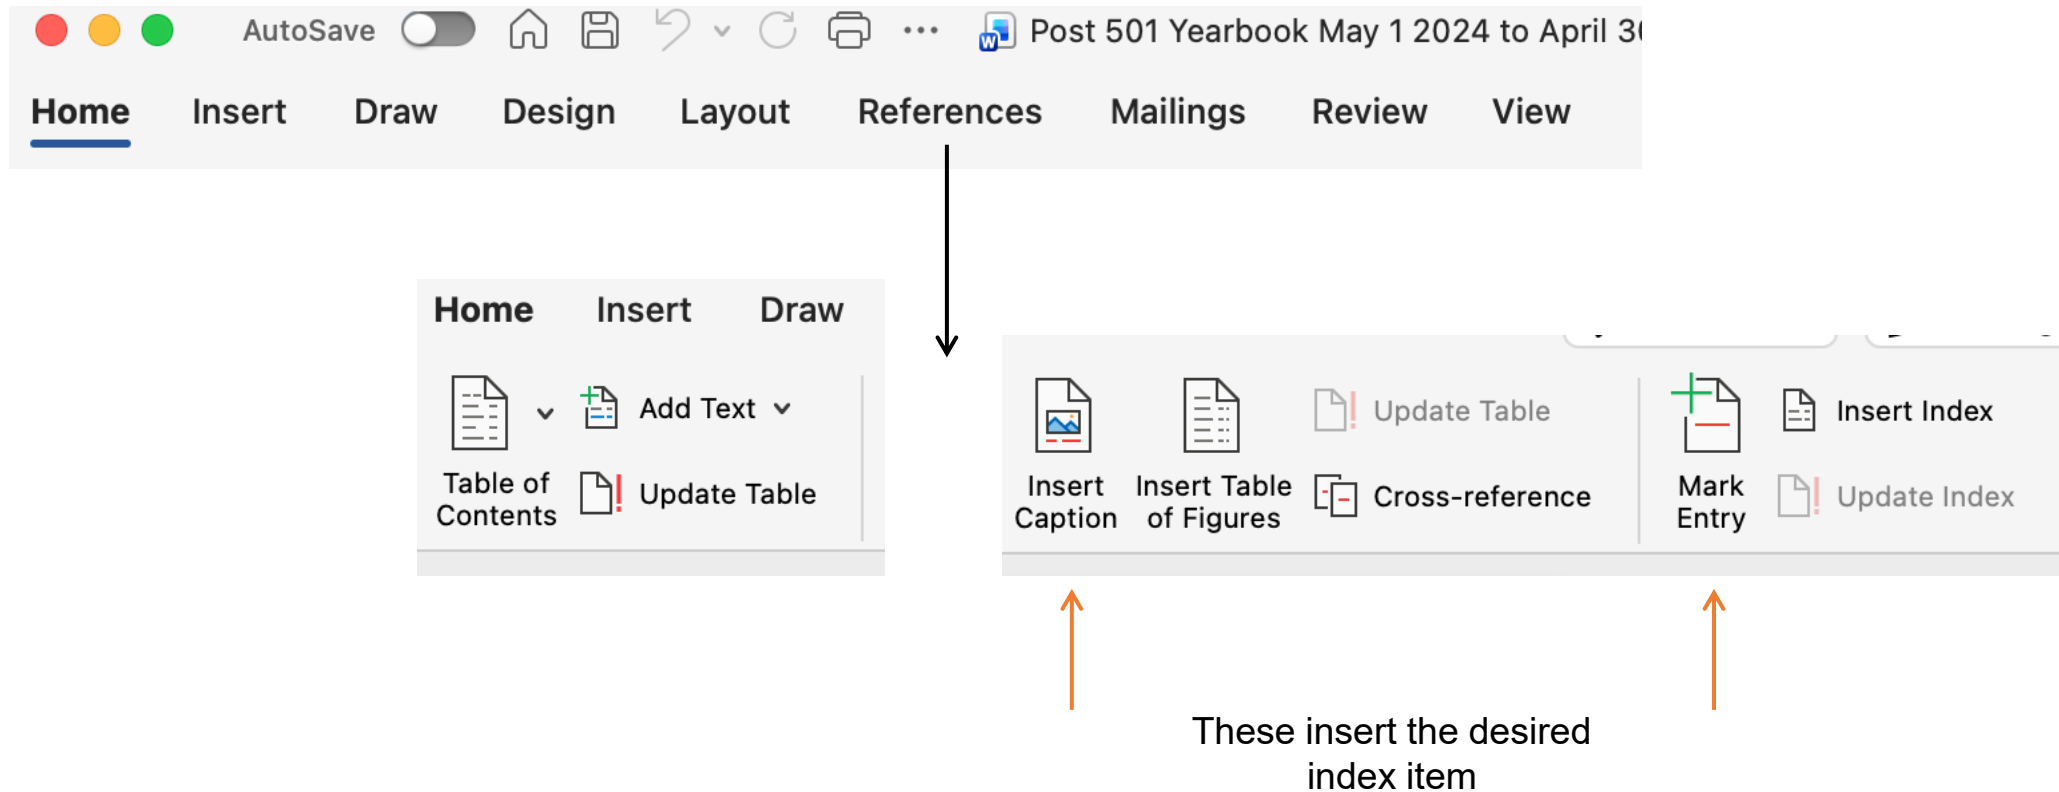 AutoSave Post 501 Yearbook May 1 2024 to April 30
Home Insert Draw Design Layout References Mailings Review View
Home Insert Draw
Add Text
Table of
Contents
Update Table
Insert
Caption
Insert Table
of Figures
Update Table
Cross-reference
Mark
Entry
Insert Index
Update Index
These insert the desired
index item